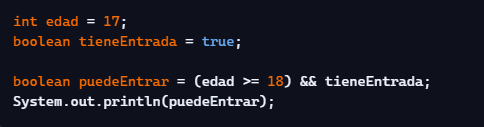 int edad = 17;
boolean tieneEntrada = true;
boolean puedeEntrar = (edad >= 18) && tieneEntrada;
System.out.println(puedeEntrar);